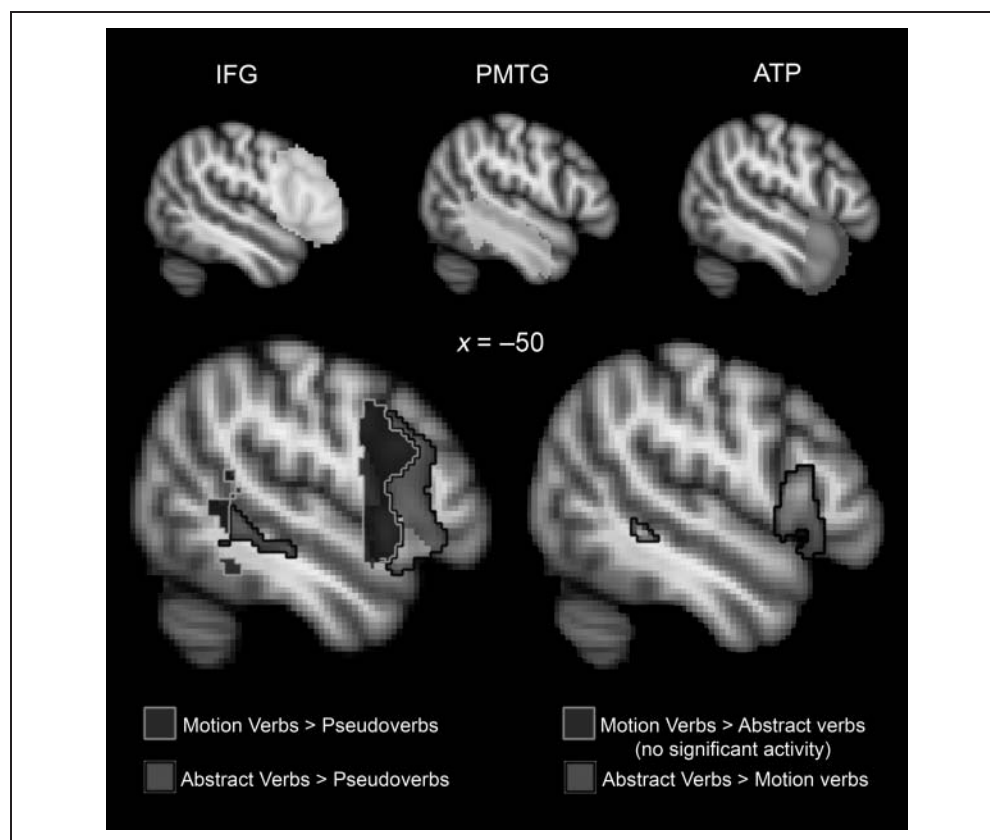 IFG
PMTG
ATP
x = –50
Motion Verbs > Pseudoverbs
Abstract Verbs > Pseudoverbs
Motion Verbs > Abstract verbs
(no significant activity)
Abstract Verbs > Motion verbs